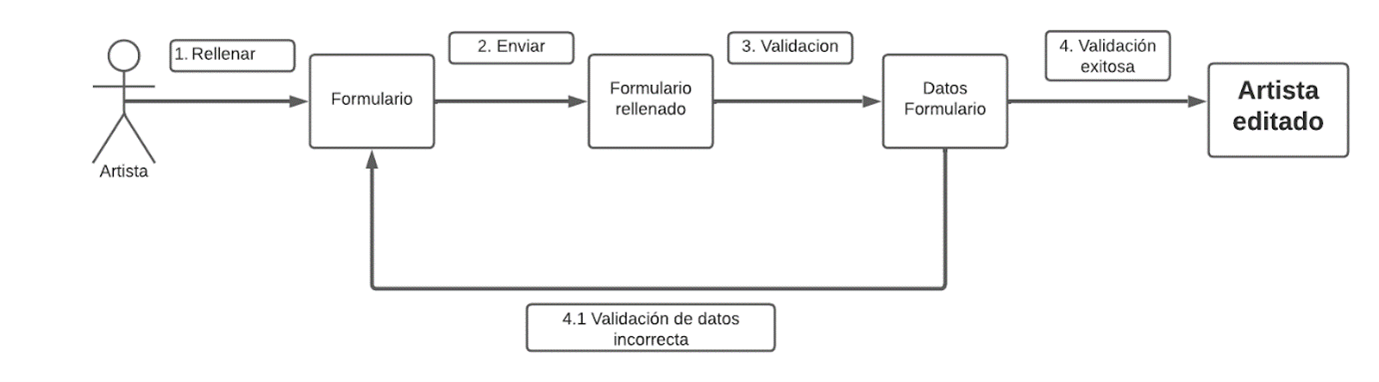 1. Rellenar
2. Enviar
3. Validacion
4. Validación
exitosa
Formulario
Formulario
rellenado
Datos
Formulario
Artista
editado
Artista
4.1 Validación de datos
incorrecta